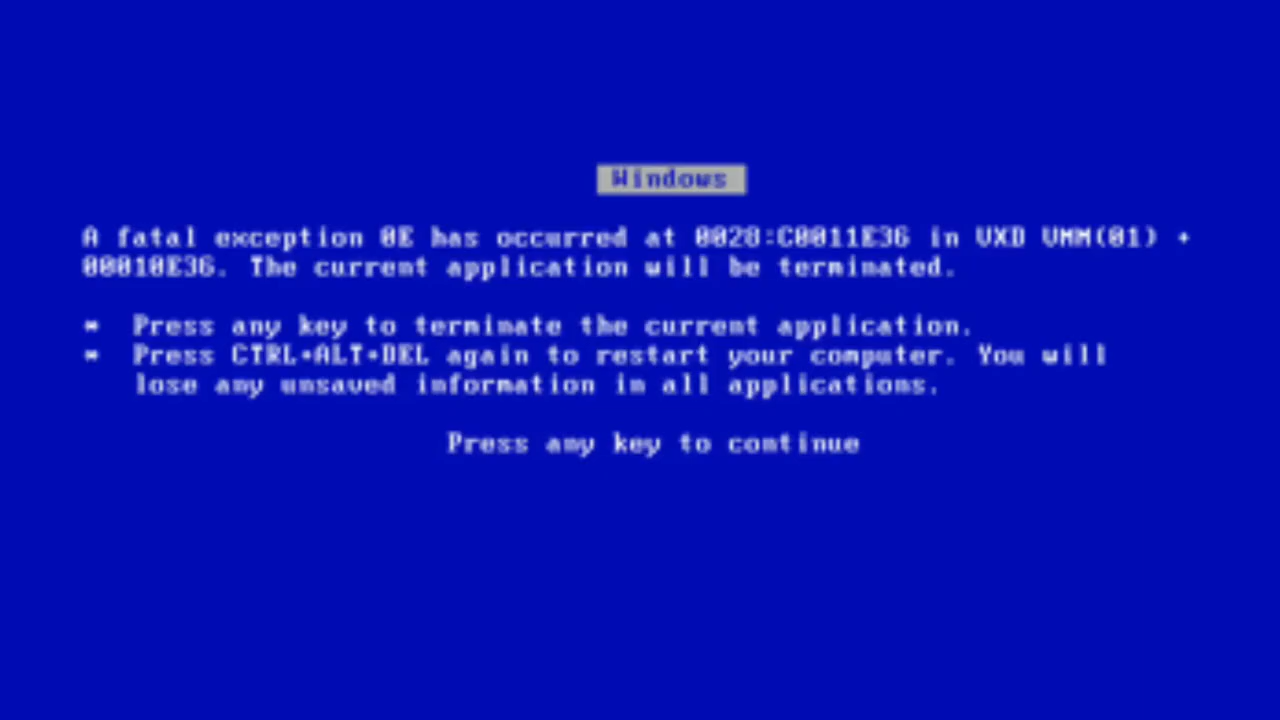 Windows
A fatal exception 0E has occurred at 0028:C0011E36 in VXD VMM(01) +
00010E36. The current application will be terminated.
* Press any key to terminate the current application.
* Press CTRL+ALT+DEL again to restart your computer. You will
lose any unsaved information in all applications.
Press any key to continue